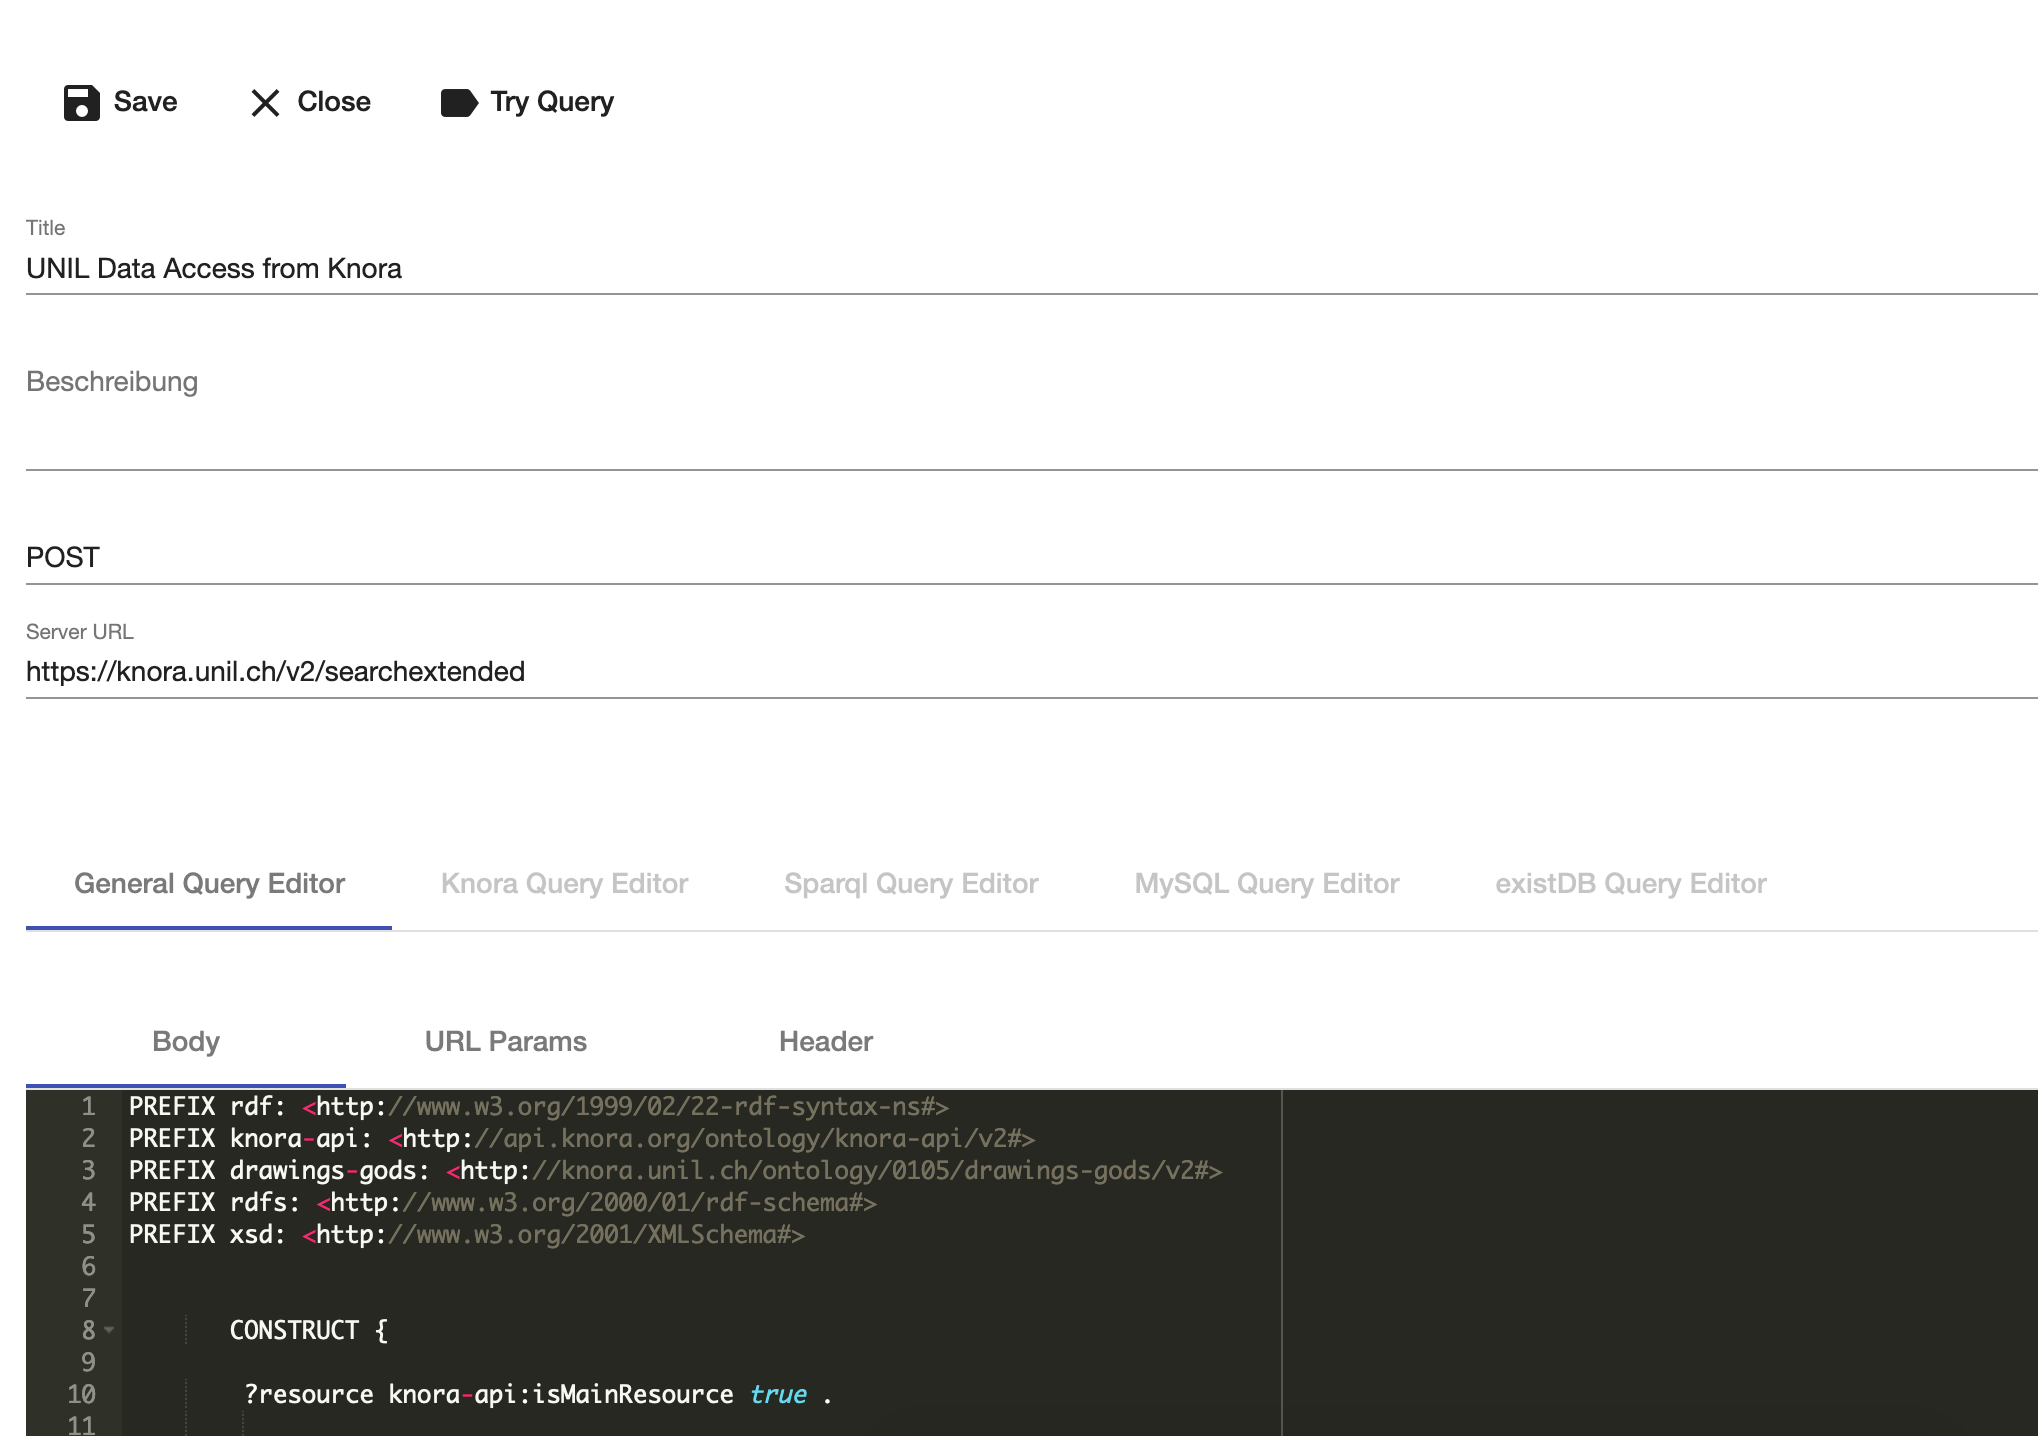 Save Close Try Query
Title
UNIL Data Access from Knora
Beschreibung
POST
Server URL
https://knora.unil.ch/v2/searchextended
General Query Editor Knora Query Editor Sparql Query Editor MySQL Query Editor existDB Query Editor
Body URL Params Header
1 PREFIX rdf: <http://www.w3.org/1999/02/22-rdf-syntax-ns#>
2 PREFIX knora-api: <http://api.knora.org/ontology/knora-api/v2#>
3 PREFIX drawings-gods: <http://knora.unil.ch/ontology/0105/drawings-gods/v2#>
4 PREFIX rdfs: <http://www.w3.org/2000/01/rdf-schema#>
5 PREFIX xsd: <http://www.w3.org/2001/XMLSchema#>
6
7
8 CONSTRUCT {
9
10 ?resource knora-api:isMainResource true .
11